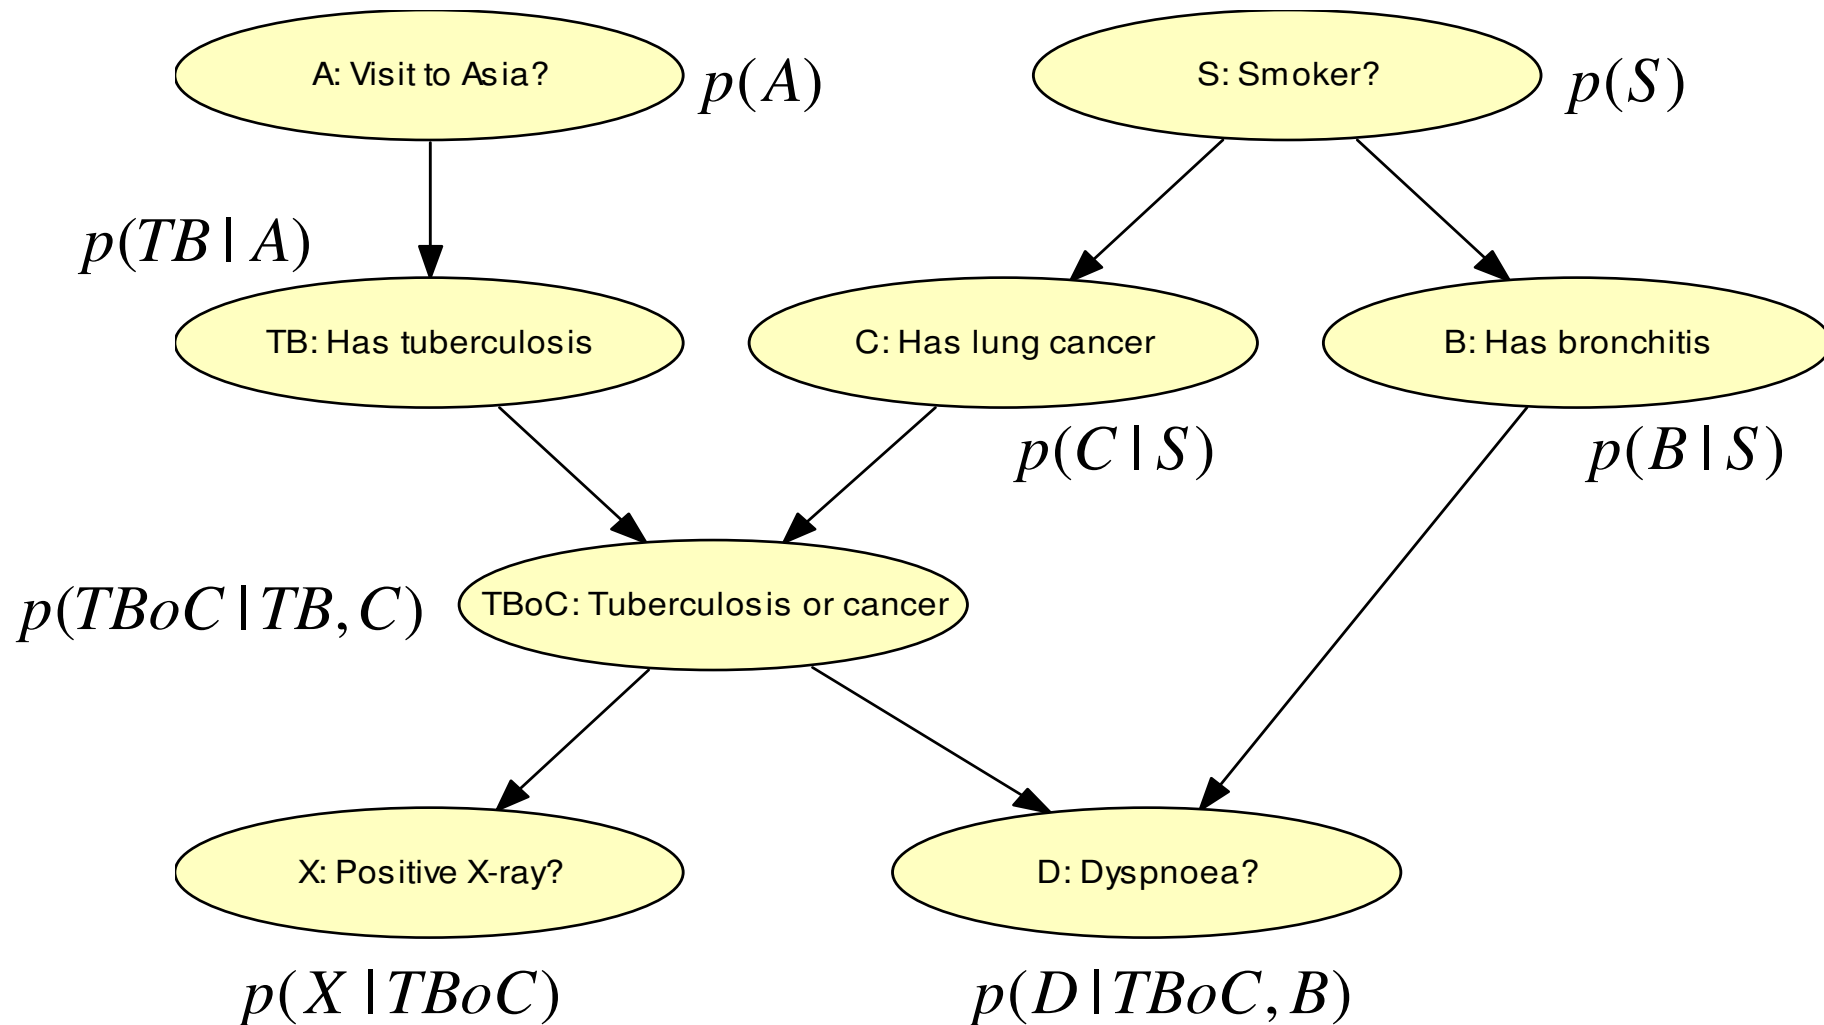 A: Visit to Asia?
p(A)
S: Smoker?
p(S)
p(TB | A)
TB: Has tuberculosis
C: Has lung cancer
B: Has bronchitis
p(C | S)
p(B | S)
p(TBoC | TB, C)
TBoC: Tuberculosis or cancer
X: Positive X-ray?
D: Dyspnoea?
p(X | TBoC)
p(D | TBoC, B)